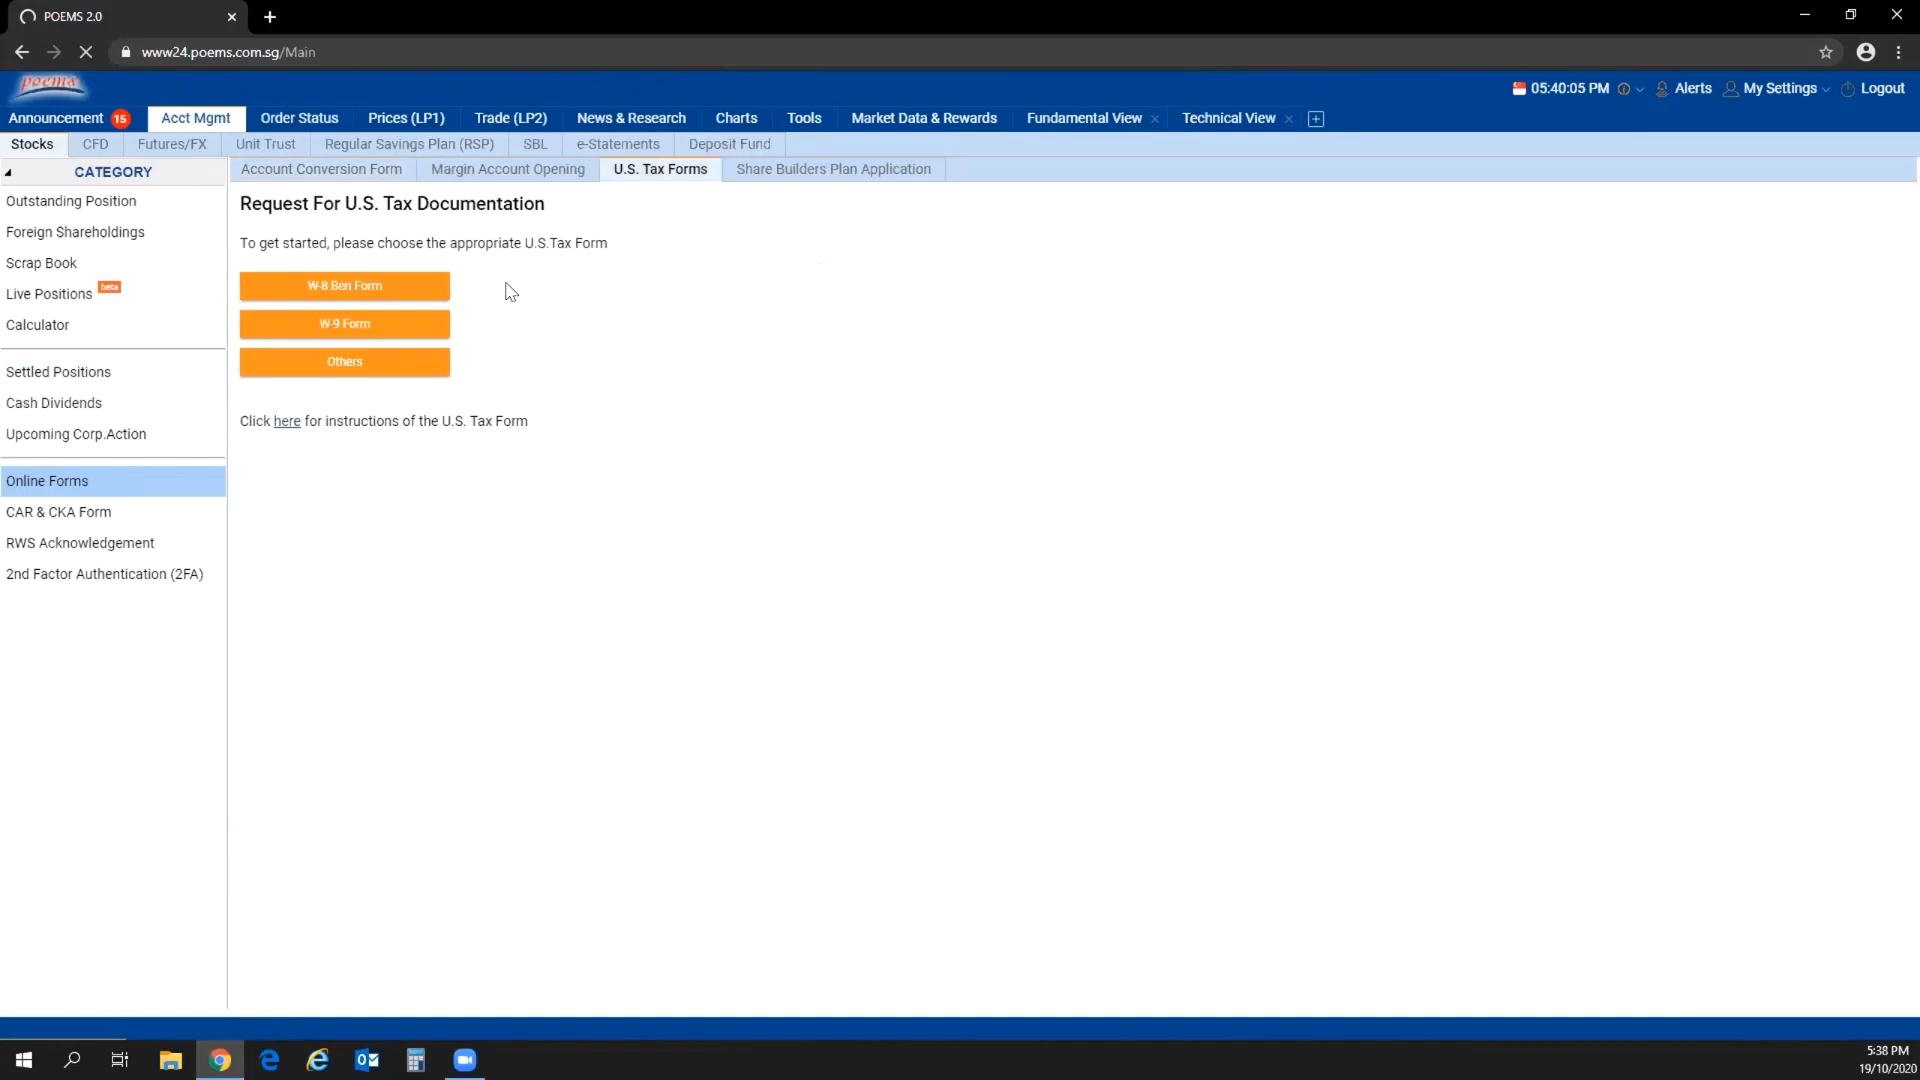 POEMS 2.0
www24.poems.com.sg/Main
poems
05:40:05 PM Alerts My Settings Logout
Announcement 15 Acct Mgmt Order Status Prices (LP1) Trade (LP2) News & Research Charts Tools Market Data & Rewards Fundamental View Technical View
Stocks CFD Futures/FX Unit Trust Regular Savings Plan (RSP) SBL e-Statements Deposit Fund
CATEGORY
Account Conversion Form Margin Account Opening U.S. Tax Forms Share Builders Plan Application
Outstanding Position
Foreign Shareholdings
Scrap Book
Live Positions beta
Calculator
Settled Positions
Cash Dividends
Upcoming Corp.Action
Online Forms
CAR & CKA Form
RWS Acknowledgement
2nd Factor Authentication (2FA)
Request For U.S. Tax Documentation
To get started, please choose the appropriate U.S.Tax Form
W-8 Ben Form
W-9 Form
Others
Click here for instructions of the U.S. Tax Form
5:38 PM
19/10/2020